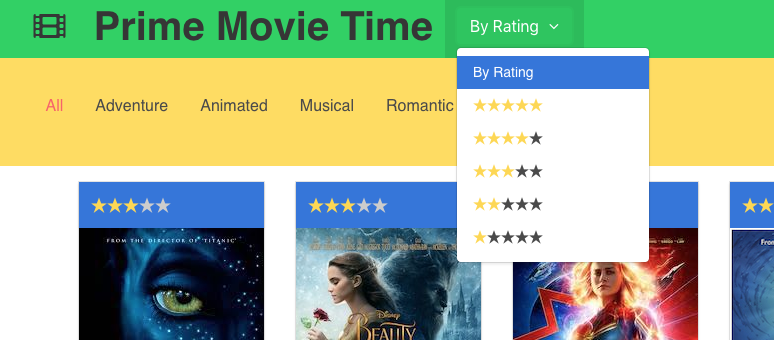 Prime Movie Time
By Rating
By Rating
All Adventure Animated Musical Romantic
FROM THE DIRECTOR OF "TITANIC"
Disney
BEAUTY